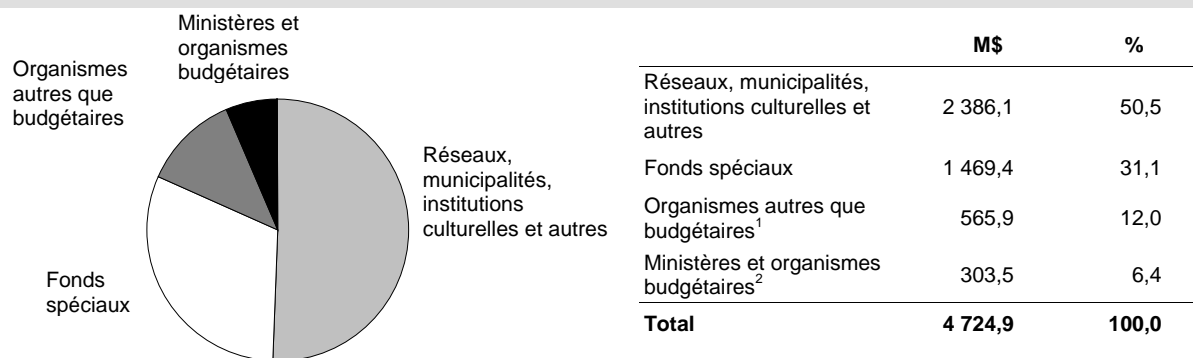 Ministères et
organismes
budgétaires
Organismes
autres que
budgétaires
Réseaux,
municipalités,
institutions
culturelles et autres
Fonds
spéciaux
M$ %
Réseaux, municipalités,
institutions culturelles et
autres
2 386,1 50,5
Fonds spéciaux 1 469,4 31,1
Organismes autres que
budgétaires1 565,9 12,0
Ministères et organismes
budgétaires2 303,5 6,4
Total 4 724,9 100,0